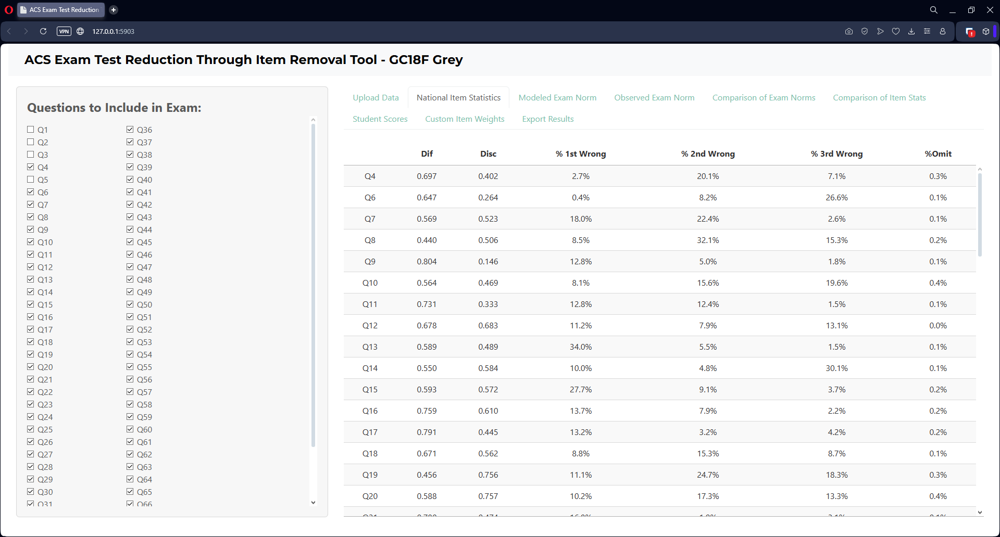 ACS Exam Test Reduction
VPN 127.0.0.1:5903
ACS Exam Test Reduction Through Item Removal Tool - GC18F Grey
Questions to Include in Exam:
Q1 Q36
Q2 Q37
Q3 Q38
Q4 Q39
Q5 Q40
Q6 Q41
Q7 Q42
Q8 Q43
Q9 Q44
Q10 Q45
Q11 Q46
Q12 Q47
Q13 Q48
Q14 Q49
Q15 Q50
Q16 Q51
Q17 Q52
Q18 Q53
Q19 Q54
Q20 Q55
Q21 Q56
Q22 Q57
Q23 Q58
Q24 Q59
Q25 Q60
Q26 Q61
Q27 Q62
Q28 Q63
Q29 Q64
Q30 Q65
Q31 Q66
Upload Data National Item Statistics Modeled Exam Norm Observed Exam Norm Comparison of Exam Norms Comparison of Item Stats
Student Scores Custom Item Weights Export Results
Dif Disc % 1st Wrong % 2nd Wrong % 3rd Wrong %Omit
Q4 0.697 0.402 2.7% 20.1% 7.1% 0.3%
Q6 0.647 0.264 0.4% 8.2% 26.6% 0.1%
Q7 0.569 0.523 18.0% 22.4% 2.6% 0.1%
Q8 0.440 0.506 8.5% 32.1% 15.3% 0.2%
Q9 0.804 0.146 12.8% 5.0% 1.8% 0.1%
Q10 0.564 0.469 8.1% 15.6% 19.6% 0.4%
Q11 0.731 0.333 12.8% 12.4% 1.5% 0.1%
Q12 0.678 0.683 11.2% 7.9% 13.1% 0.0%
Q13 0.589 0.489 34.0% 5.5% 1.5% 0.1%
Q14 0.550 0.584 10.0% 4.8% 30.1% 0.1%
Q15 0.593 0.572 27.7% 9.1% 3.7% 0.2%
Q16 0.759 0.610 13.7% 7.9% 2.2% 0.2%
Q17 0.791 0.445 13.2% 3.2% 4.2% 0.2%
Q18 0.671 0.562 8.8% 15.3% 8.7% 0.1%
Q19 0.456 0.756 11.1% 24.7% 18.3% 0.3%
Q20 0.588 0.757 10.2% 17.3% 13.3% 0.4%